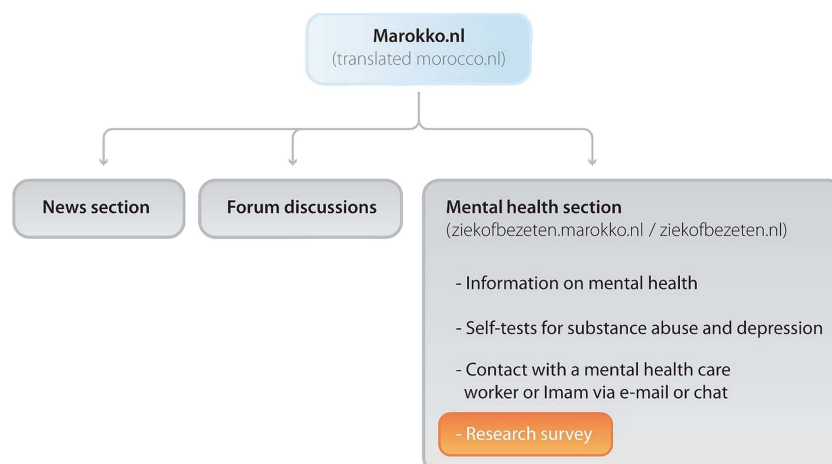 Marokko.nl
(translated morocco.nl)
News section
Forum discussions
Mental health section
(ziekofbezeten.marokko.nl / ziekofbezeten.nl)
- Information on mental health
- Self-tests for substance abuse and depression
- Contact with a mental health care
worker or Imam via e-mail or chat
- Research survey